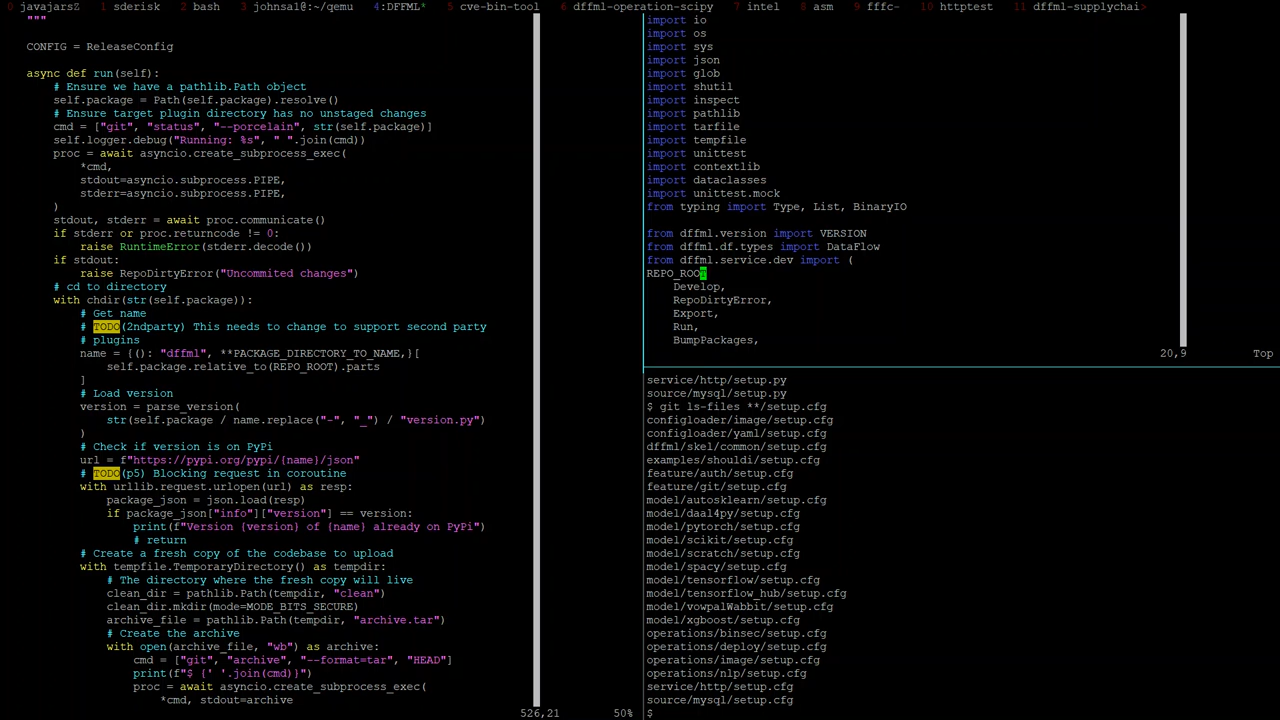 0 javajarsZ 1 sderisk 2 bash 3 johnsa1@:~/qemu 4:DFFML* 5 cve-bin-tool 6 dffml-operation-scipy 7 intel 8 asm 9 fffc- 10 httptest 11 dffml-supplychai>
"""
CONFIG = ReleaseConfig
async def run(self):
# Ensure we have a pathlib.Path object
self.package = Path(self.package).resolve()
# Ensure target plugin directory has no unstaged changes
cmd = ["git", "status", "--porcelain", str(self.package)]
self.logger.debug("Running: %s", " ".join(cmd))
proc = await asyncio.create_subprocess_exec(
*cmd,
stdout=asyncio.subprocess.PIPE,
stderr=asyncio.subprocess.PIPE,
)
stdout, stderr = await proc.communicate()
if stderr or proc.returncode != 0:
raise RuntimeError(stderr.decode())
if stdout:
raise RepoDirtyError("Uncommited changes")
# cd to directory
with chdir(str(self.package)):
# Get name
# TODO(2ndparty) This needs to change to support second party
# plugins
name = {(): "dffml", **PACKAGE_DIRECTORY_TO_NAME,}[
self.package.relative_to(REPO_ROOT).parts
]
# Load version
version = parse_version(
str(self.package / name.replace("-", "_") / "version.py")
)
# Check if version is on PyPi
url = f"https://pypi.org/pypi/{name}/json"
# TODO(p5) Blocking request in coroutine
with urllib.request.urlopen(url) as resp:
package_json = json.load(resp)
if package_json["info"]["version"] == version:
print(f"Version {version} of {name} already on PyPi")
# return
# Create a fresh copy of the codebase to upload
with tempfile.TemporaryDirectory() as tempdir:
# The directory where the fresh copy will live
clean_dir = pathlib.Path(tempdir, "clean")
clean_dir.mkdir(mode=MODE_BITS_SECURE)
archive_file = pathlib.Path(tempdir, "archive.tar")
# Create the archive
with open(archive_file, "wb") as archive:
cmd = ["git", "archive", "--format=tar", "HEAD"]
print(f"$ {' '.join(cmd)}")
proc = await asyncio.create_subprocess_exec(
*cmd, stdout=archive
526,21 50%
import io
import os
import sys
import json
import glob
import shutil
import inspect
import pathlib
import tarfile
import tempfile
import unittest
import contextlib
import dataclasses
import unittest.mock
from typing import Type, List, BinaryIO
from dffml.version import VERSION
from dffml.df.types import DataFlow
from dffml.service.dev import (
REPO_ROOT
Develop,
RepoDirtyError,
Export,
Run,
BumpPackages,
20,9 Top
service/http/setup.py
source/mysql/setup.py
$ git ls-files **/setup.cfg
configloader/image/setup.cfg
configloader/yaml/setup.cfg
dffml/skel/common/setup.cfg
examples/shouldi/setup.cfg
feature/auth/setup.cfg
feature/git/setup.cfg
model/autosklearn/setup.cfg
model/daal4py/setup.cfg
model/pytorch/setup.cfg
model/scikit/setup.cfg
model/scratch/setup.cfg
model/spacy/setup.cfg
model/tensorflow/setup.cfg
model/tensorflow_hub/setup.cfg
model/vowpalWabbit/setup.cfg
model/xgboost/setup.cfg
operations/binsec/setup.cfg
operations/deploy/setup.cfg
operations/image/setup.cfg
operations/nlp/setup.cfg
service/http/setup.cfg
source/mysql/setup.cfg
$